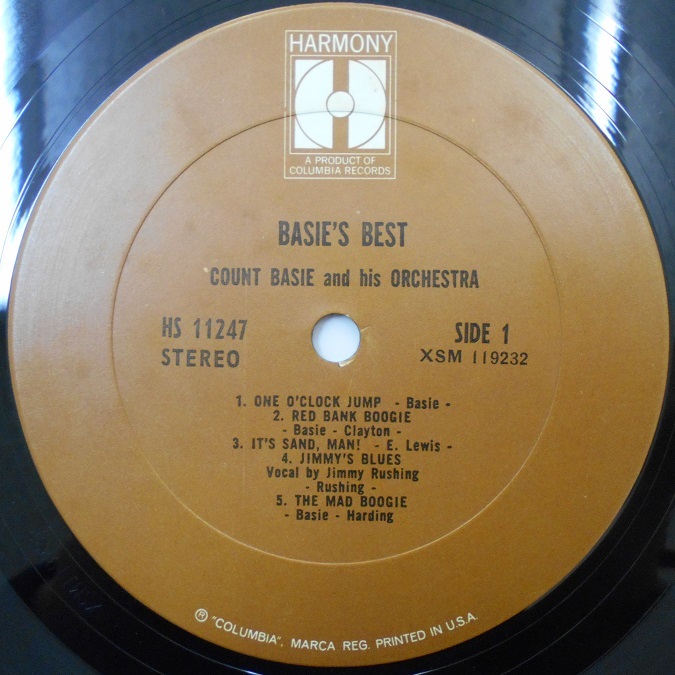 HARMONY
A PRODUCT OF
COLUMBIA RECORDS
BASIE'S BEST
COUNT BASIE and his ORCHESTRA
HS 11247 SIDE 1
STEREO XSM 119232
1. ONE O'CLOCK JUMP - Basie -
2. RED BANK BOOGIE
- Basie - Clayton -
3. IT'S SAND, MAN! - E. Lewis -
4. JIMMY'S BLUES
Vocal by Jimmy Rushing
- Rushing -
5. THE MAD BOOGIE
- Basie - Harding
® "COLUMBIA", MARCA REG. PRINTED IN U.S.A.